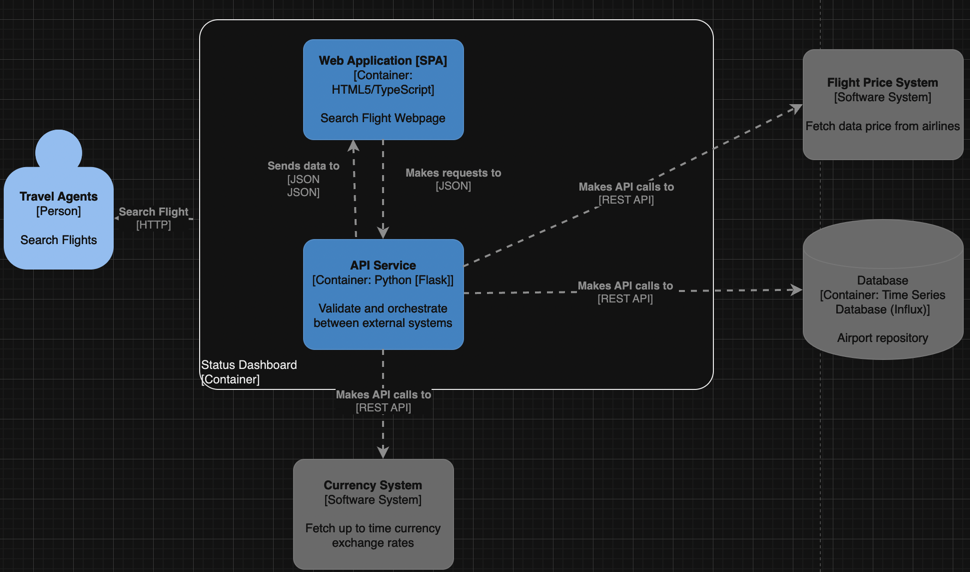 Web Application [SPA]
[Container:
HTML5/TypeScript]
Search Flight Webpage
Flight Price System
[Software System]
Fetch data price from airlines
Sends data to
[JSON
JSON]
Makes requests to
[JSON]
Makes API calls to
[REST API]
Travel Agents
[Person]
Search Flights
Search Flight
[HTTP]
API Service
[Container: Python [Flask]]
Validate and orchestrate
between external systems
Makes API calls to
[REST API]
Database
[Container: Time Series
Database (Influx)]
Airport repository
Status Dashboard
[Container]
Makes API calls to
[REST API]
Currency System
[Software System]
Fetch up to time currency
exchange rates